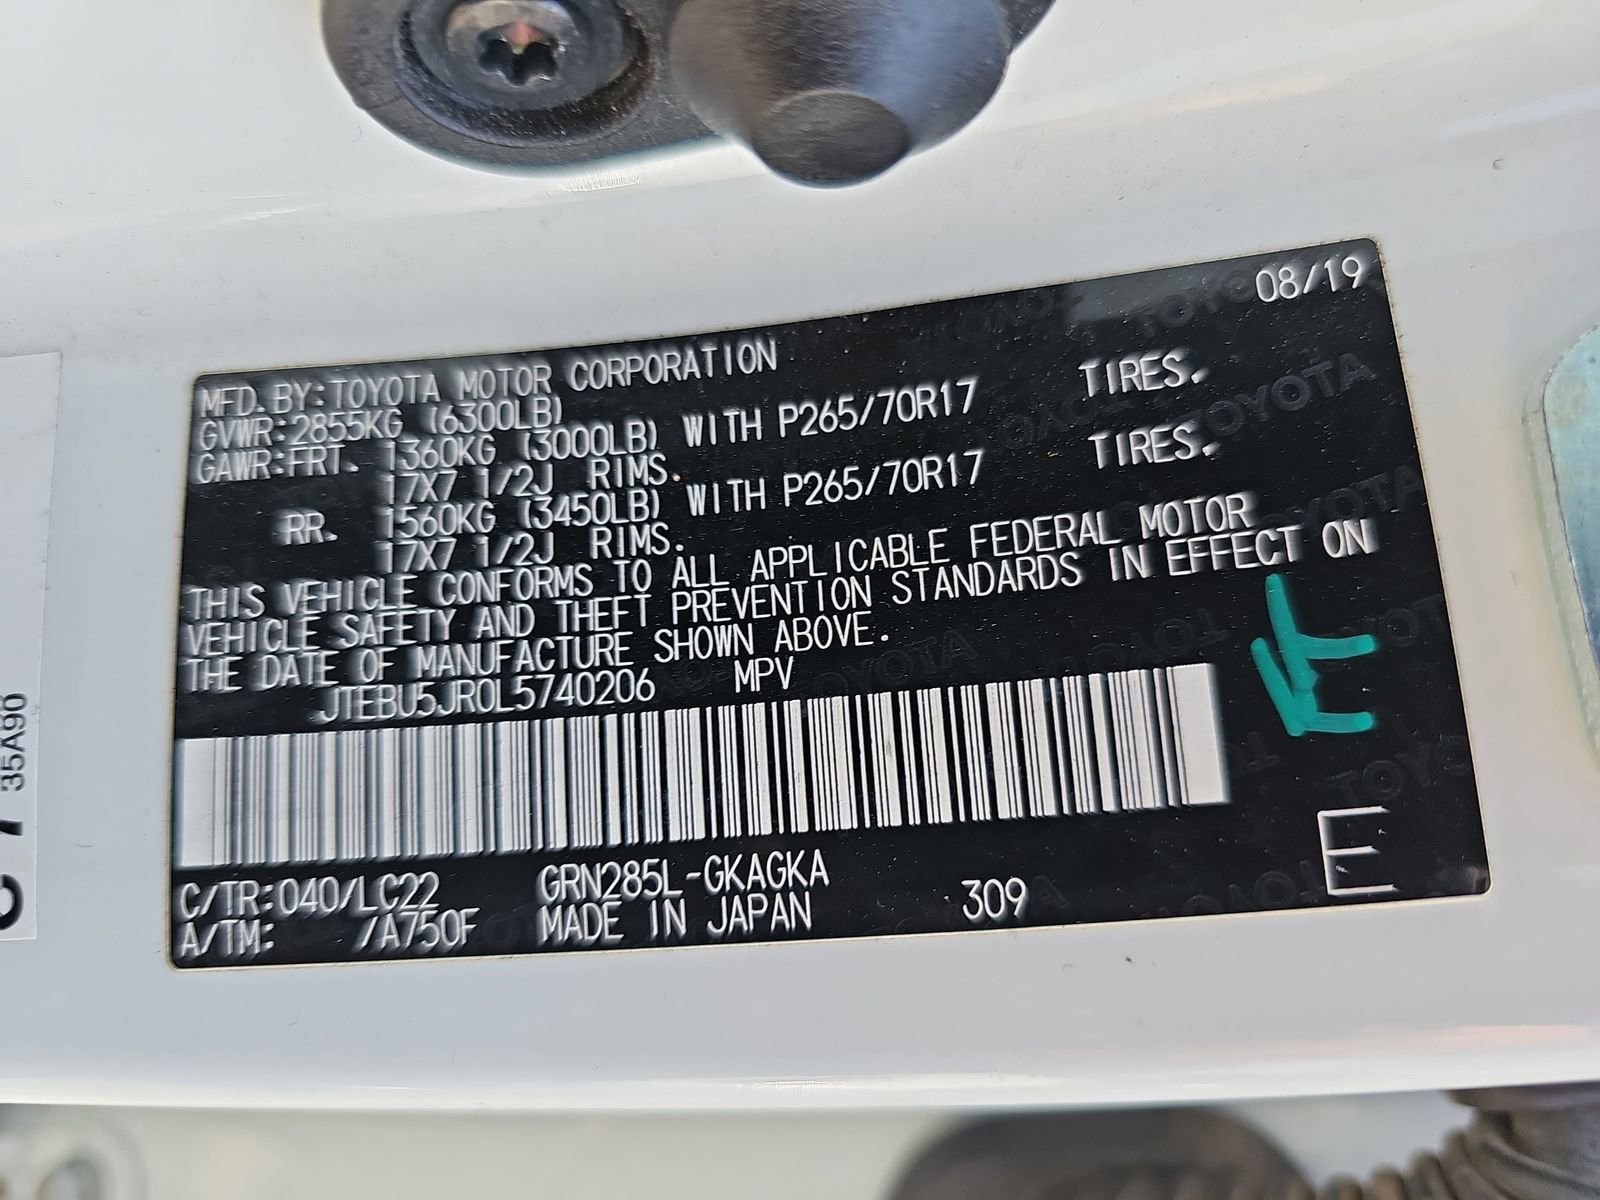 08/19
MFD. BY: TOYOTA MOTOR CORPORATION
GVWR: 2855KG (6300LB)
GAWR: FRT. 1360KG (3000LB) WITH P265/70R17 TIRES.
17X7 1/2J RIMS.
RR. 1560KG (3450LB) WITH P265/70R17 TIRES.
17X7 1/2J RIMS.
THIS VEHICLE CONFORMS TO ALL APPLICABLE FEDERAL MOTOR
VEHICLE SAFETY AND THEFT PREVENTION STANDARDS IN EFFECT ON
THE DATE OF MANUFACTURE SHOWN ABOVE.
JTEBU5JR0L5740206 MPV
C/TR: 040/LC22 GRN285L-GKAGKA
A/TM: /A750F MADE IN JAPAN 309
E
35A90